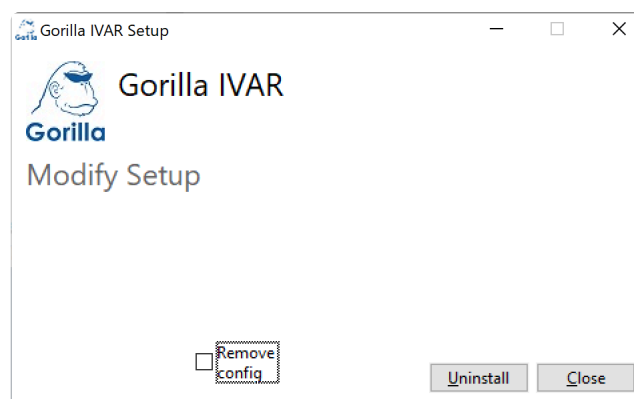 Gorilla IVAR Setup
Gorilla IVAR
Gorilla
Modify Setup
Remove
config
Uninstall
Close